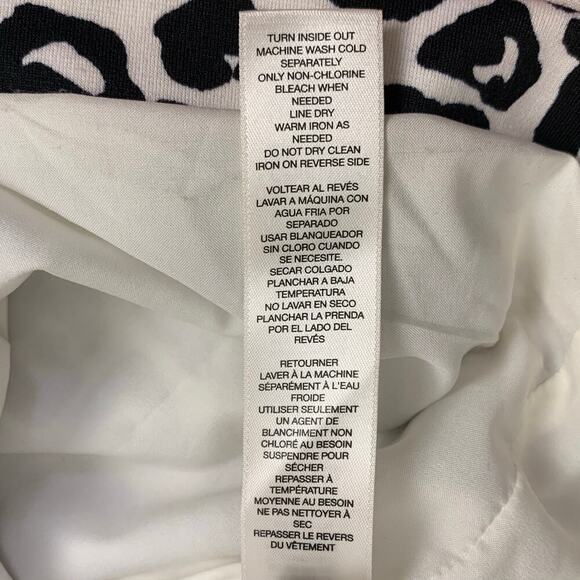 TURN INSIDE OUT
MACHINE WASH COLD
SEPARATELY
ONLY NON-CHLORINE
BLEACH WHEN
NEEDED
LINE DRY
WARM IRON AS
NEEDED
DO NOT DRY CLEAN
IRON ON REVERSE SIDE
VOLTEAR AL REVÉS
LAVAR A MÁQUINA CON
AGUA FRIA POR
SEPARADO
USAR BLANQUEADOR
SIN CLORO CUANDO
SE NECESITE.
SECAR COLGADO
PLANCHAR A BAJA
TEMPERATURA
NO LAVAR EN SECO
PLANCHAR LA PRENDA
POR EL LADO DEL
REVÉS
RETOURNER
LAVER À LA MACHINE
SÉPARÉMENT À L'EAU
FROIDE
UTILISER SEULEMENT
UN AGENT DE
BLANCHIMENT NON
CHLORÉ AU BESOIN
SUSPENDRE POUR
SÉCHER
REPASSER À
TEMPÉRATURE
MOYENNE AU BESOIN
NE PAS NETTOYER À
SEC
REPASSER LE REVERS
DU VÊTEMENT